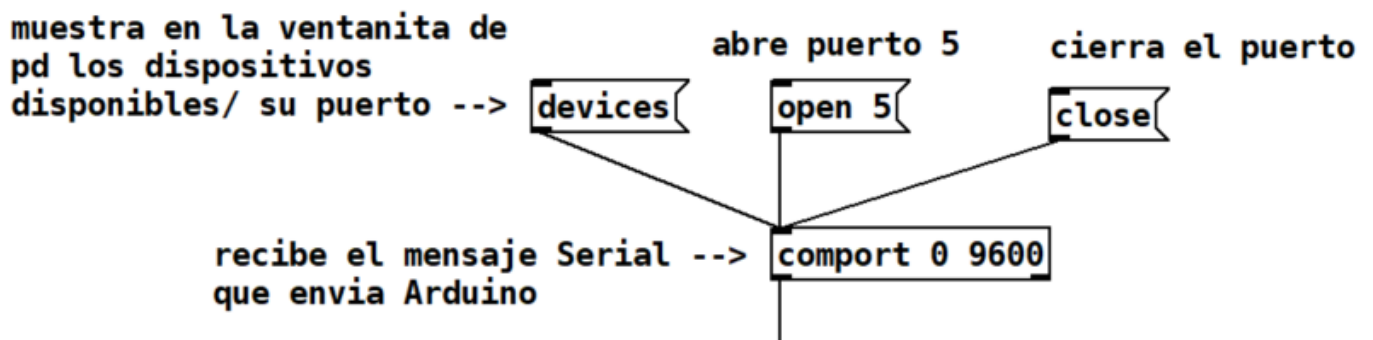 muestra en la ventanita de
pd los dispositivos
disponibles/ su puerto -->
devices
abre puerto 5
open 5
cierra el puerto
close
recibe el mensaje Serial -->
que envia Arduino
comport 0 9600